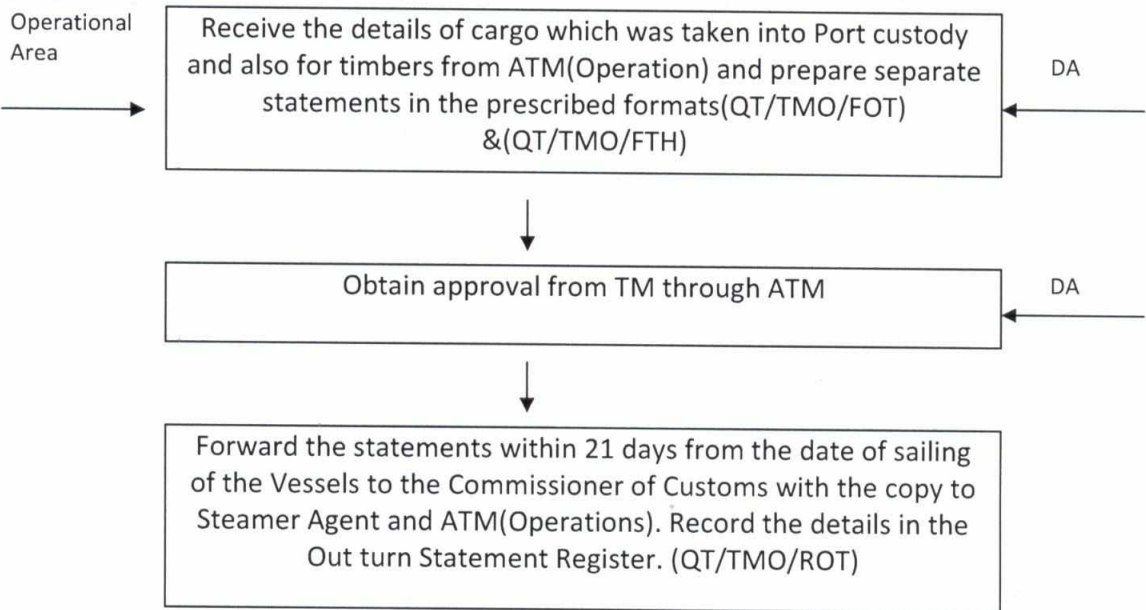 Operational
Area
Receive the details of cargo which was taken into Port custody
and also for timbers from ATM(Operation) and prepare separate
statements in the prescribed formats(QT/TMO/FOT)
&(QT/TMO/FTH)
DA
Obtain approval from TM through ATM
DA
Forward the statements within 21 days from the date of sailing
of the Vessels to the Commissioner of Customs with the copy to
Steamer Agent and ATM(Operations). Record the details in the
Out turn Statement Register. (QT/TMO/ROT)